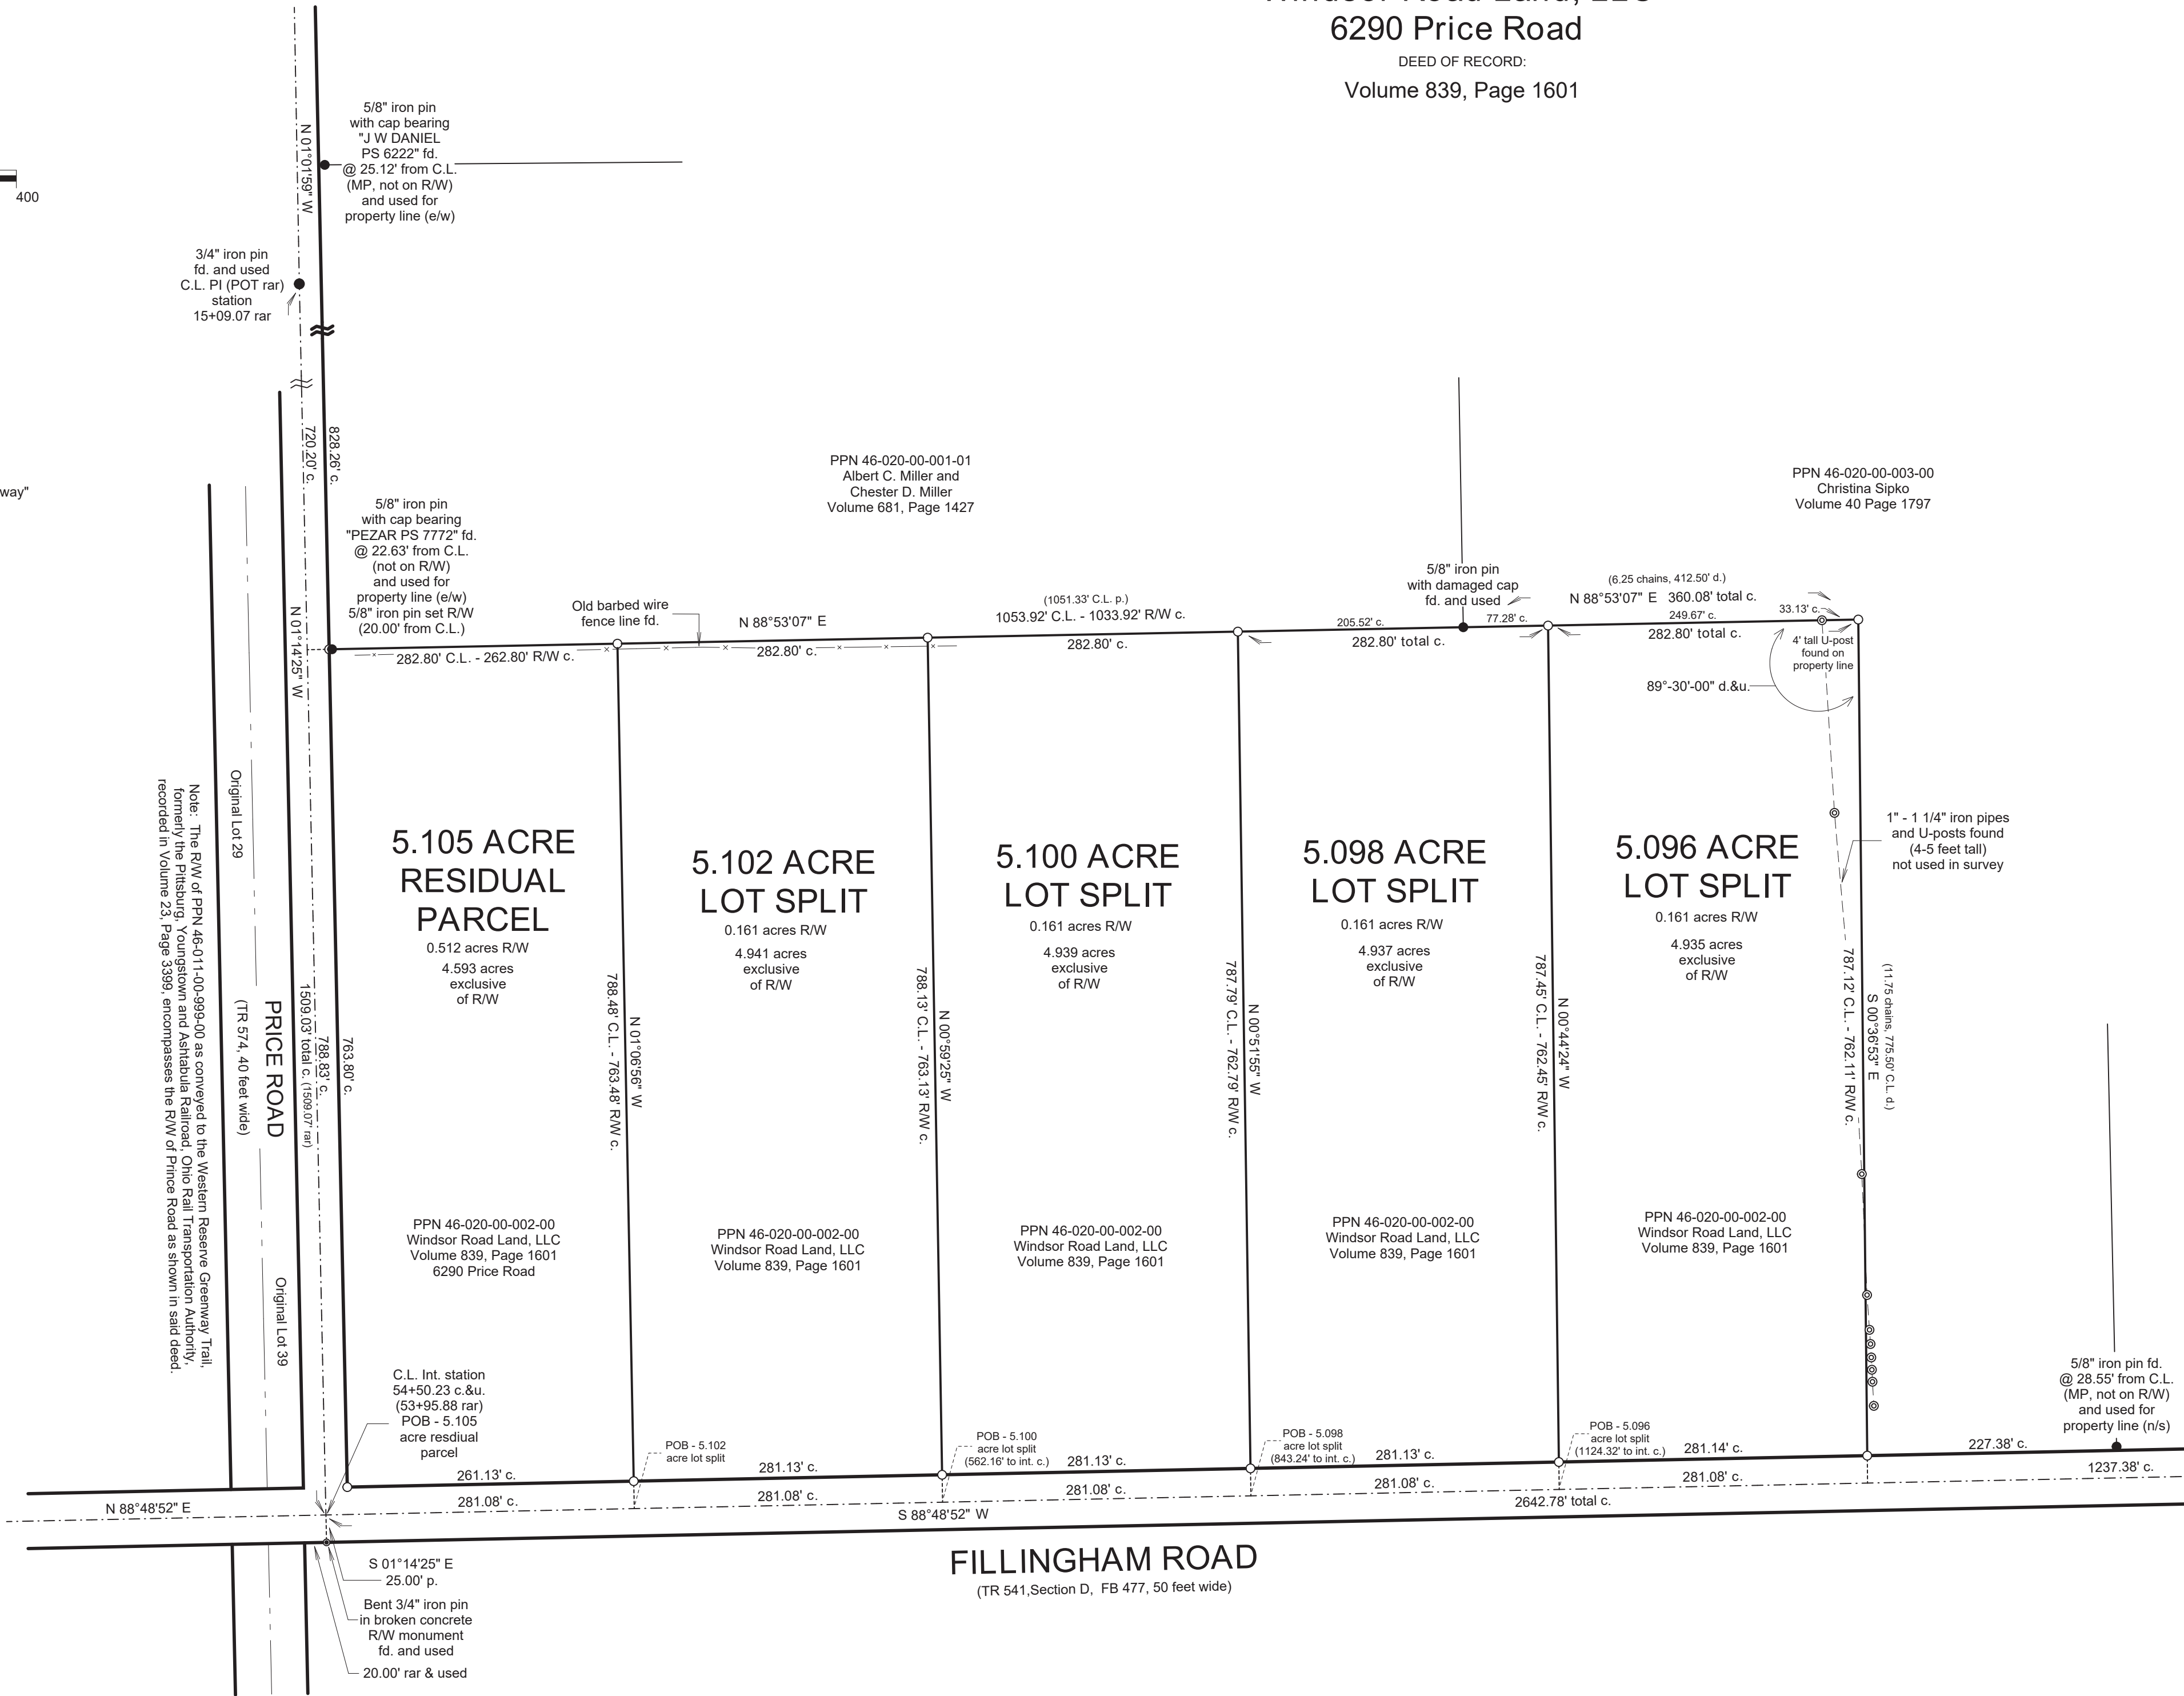 6290 Price Road
DEED OF RECORD:
Volume 839, Page 1601
400
way"
N 01°01'59" W
5/8" iron pin
with cap bearing
"J W DANIEL
PS 6222" fd.
@ 25.12' from C.L.
(MP, not on R/W)
and used for
property line (e/w)
3/4" iron pin
fd. and used
C.L. PI (POT rar)
station
15+09.07 rar
720.20' c.
828.26' c.
5/8" iron pin
with cap bearing
"PEZAR PS 7772" fd.
@ 22.63' from C.L.
(not on R/W)
and used for
property line (e/w)
5/8" iron pin set R/W
(20.00' from C.L.)
N 01°14'25" W
PPN 46-020-00-001-01
Albert C. Miller and
Chester D. Miller
Volume 681, Page 1427
PPN 46-020-00-003-00
Christina Sipko
Volume 40 Page 1797
Old barbed wire
fence line fd.
N 88°53'07" E
(1051.33' C.L. p.)
1053.92' C.L. - 1033.92' R/W c.
5/8" iron pin
with damaged cap
fd. and used
(6.25 chains, 412.50' d.)
N 88°53'07" E 360.08' total c.
205.52' c.
77.28' c.
249.67' c.
33.13' c.
282.80' C.L. - 262.80' R/W c.
282.80' c.
282.80' c.
282.80' total c.
282.80' total c.
4' tall U-post
found on
property line
89°-30'-00" d.&u.
1" - 1 1/4" iron pipes
and U-posts found
(4-5 feet tall)
not used in survey
5.105 ACRE
RESIDUAL
PARCEL
0.512 acres R/W
4.593 acres
exclusive
of R/W
5.102 ACRE
LOT SPLIT
0.161 acres R/W
4.941 acres
exclusive
of R/W
5.100 ACRE
LOT SPLIT
0.161 acres R/W
4.939 acres
exclusive
of R/W
5.098 ACRE
LOT SPLIT
0.161 acres R/W
4.937 acres
exclusive
of R/W
5.096 ACRE
LOT SPLIT
0.161 acres R/W
4.935 acres
exclusive
of R/W
Note: The R/W of PPN 46-011-00-999-00 as conveyed to the Western Reserve Greenway Trail,
formerly the Pittsburg, Youngstown and Ashtabula Railroad, Ohio Rail Transportation Authority,
recorded in Volume 23, Page 3399, encompasses the R/W of Prince Road as shown in said deed.
Original Lot 29
Original Lot 39
PRICE ROAD
(TR 574, 40 feet wide)
1509.03' total c. (1509.07' rar)
788.83' c.
763.80' c.
788.48' C.L. - 763.48' R/W c.
N 01°06'56" W
788.13' C.L. - 763.13' R/W c.
N 00°59'25" W
787.79' C.L. - 762.79' R/W c.
N 00°51'55" W
787.45' C.L. - 762.45' R/W c.
N 00°44'24" W
787.12' C.L. - 762.11' R/W c.
S 00°36'53" E
(11.75 chains, 775.50' C.L. d.)
PPN 46-020-00-002-00
Windsor Road Land, LLC
Volume 839, Page 1601
6290 Price Road
PPN 46-020-00-002-00
Windsor Road Land, LLC
Volume 839, Page 1601
PPN 46-020-00-002-00
Windsor Road Land, LLC
Volume 839, Page 1601
PPN 46-020-00-002-00
Windsor Road Land, LLC
Volume 839, Page 1601
PPN 46-020-00-002-00
Windsor Road Land, LLC
Volume 839, Page 1601
C.L. Int. station
54+50.23 c.&u.
(53+95.88 rar)
POB - 5.105
acre resdiual
parcel
POB - 5.102
acre lot split
POB - 5.100
acre lot split
(562.16' to int. c.)
POB - 5.098
acre lot split
(843.24' to int. c.)
POB - 5.096
acre lot split
(1124.32' to int. c.)
5/8" iron pin fd.
@ 28.55' from C.L.
(MP, not on R/W)
and used for
property line (n/s)
261.13' c.
281.13' c.
281.13' c.
281.13' c.
281.14' c.
227.38' c.
N 88°48'52" E
281.08' c.
281.08' c.
281.08' c.
281.08' c.
281.08' c.
1237.38' c.
S 88°48'52" W
2642.78' total c.
FILLINGHAM ROAD
(TR 541,Section D, FB 477, 50 feet wide)
S 01°14'25" E
25.00' p.
Bent 3/4" iron pin
in broken concrete
R/W monument
fd. and used
20.00' rar & used